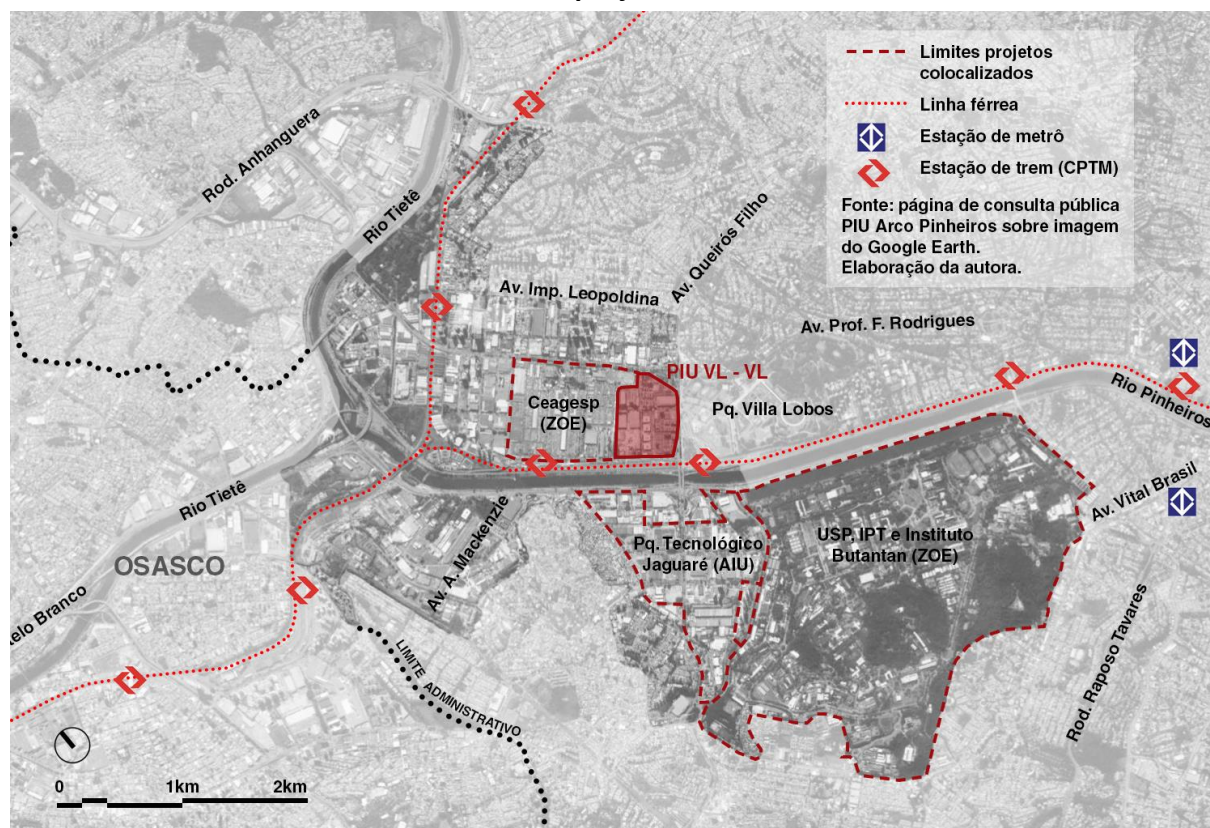 Limites projetos
colocalizados
Linha férrea
Estação de metrô
Estação de trem (CPTM)
Fonte: página de consulta pública
PIU Arco Pinheiros sobre imagem
do Google Earth.
Elaboração da autora.
Rod. Anhanguera
Rio Tietê
Av. Queirós Filho
Av. Imp. Leopoldina
Av. Prof. F. Rodrigues
PIU VL - VL
Ceagesp
(ZOE)
Pq. Villa Lobos
Rio Pinheiros
Rio Tietê
Av. A. Mackenzie
Av. Vital Brasil
USP, IPT e Instituto
Butantan (ZOE)
Pq. Tecnológico
Jaguaré (AIU)
OSASCO
telo Branco
Rod. Raposo Tavares
LIMITE ADMINISTRATIVO
0 1km 2km